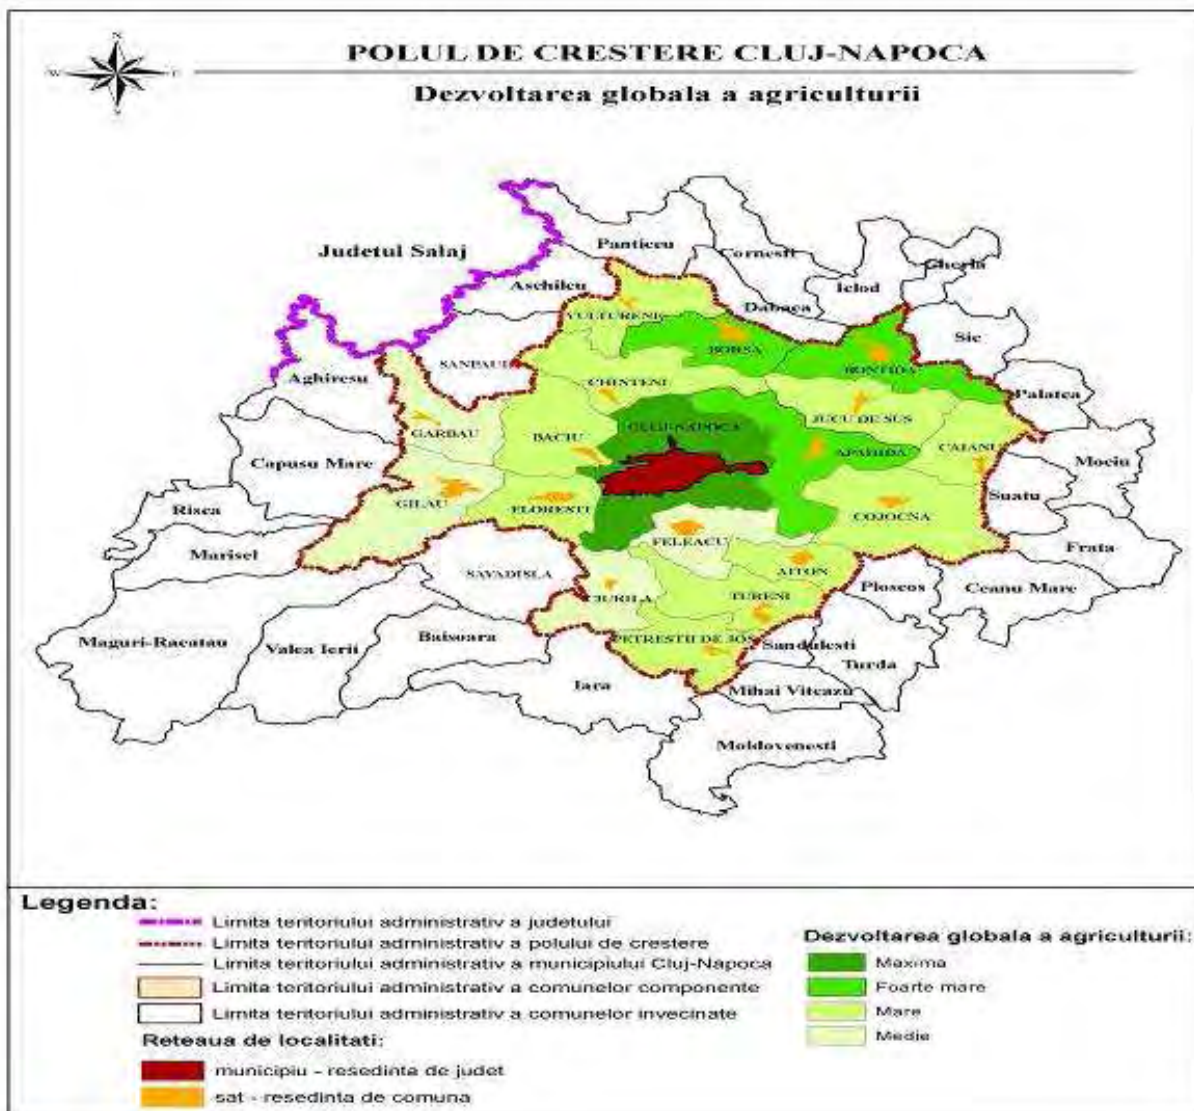 POLUL DE CRESTERE CLUJ-NAPOCA
Dezvoltarea globala a agriculturii
N
W
Judetul Salaj
Panticeu
Cornesti
Gherla
Iclod
Aschileu
Dabaca
Sic
VULTURENI
BORSA
BONTIDA
SANPAUL
Aghiresu
CHINTENI
Palatca
JUCU DE SUS
GARBAU
BACIU
CLUJ-NAPOCA
APAHIDA
CAIANU
Capusu Mare
Mociu
Suatu
Risca
GILAU
FLORESTI
COJOCNA
FELEACU
Marisel
Frata
SAVADISLA
AITON
Ploscos
Ceanu Mare
CIURILA
TURENI
Maguri-Racatau
Valea Ierii
Baisoara
PETRESTII DE JOS
Sandulesti
Turda
Iara
Mihai Viteazu
Moldovenesti
Legenda:
Limita teritoriului administrativ a judetului
Limita teritoriului administrativ a polului de crestere
Limita teritoriului administrativ a municipiului Cluj-Napoca
Limita teritoriului administrativ a comunelor componente
Limita teritoriului administrativ a comunelor invecinate
Reteaua de localitati:
municipiu - resedinta de judet
sat - resedinta de comuna
Dezvoltarea globala a agriculturii:
Maxima
Foarte mare
Mare
Medie